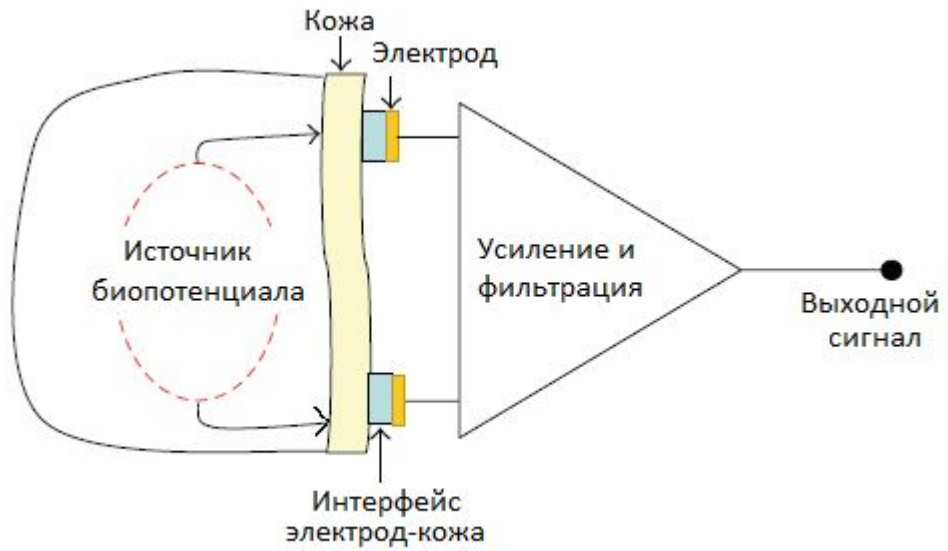 Кожа
Электрод
Источник
биопотенциала
Усиление и
фильтрация
Выходной
сигнал
Интерфейс
электрод-кожа